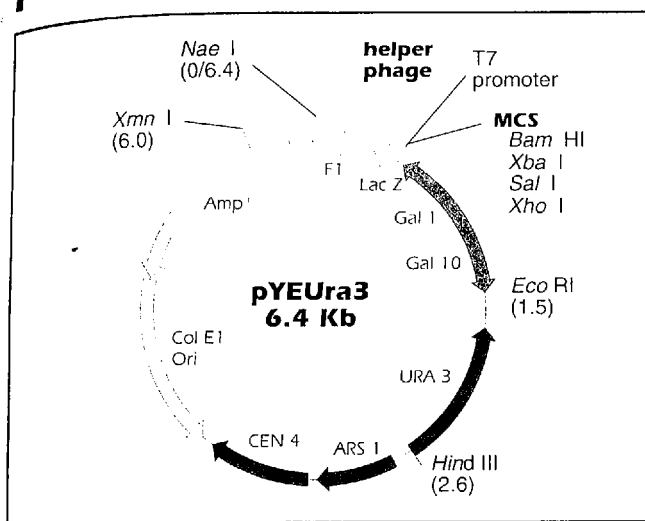 Nae I
(0/6.4)
helper
phage
T7
promoter
Xmn I
(6.0)
MCS
Bam HI
Xba I
Sal I
Xho I
F1
Lac Z
Amp r
Gal 1
Gal 10
Eco RI
(1.5)
pYEUra3
6.4 Kb
Col E1
Ori
URA 3
CEN 4
ARS 1
Hind III
(2.6)